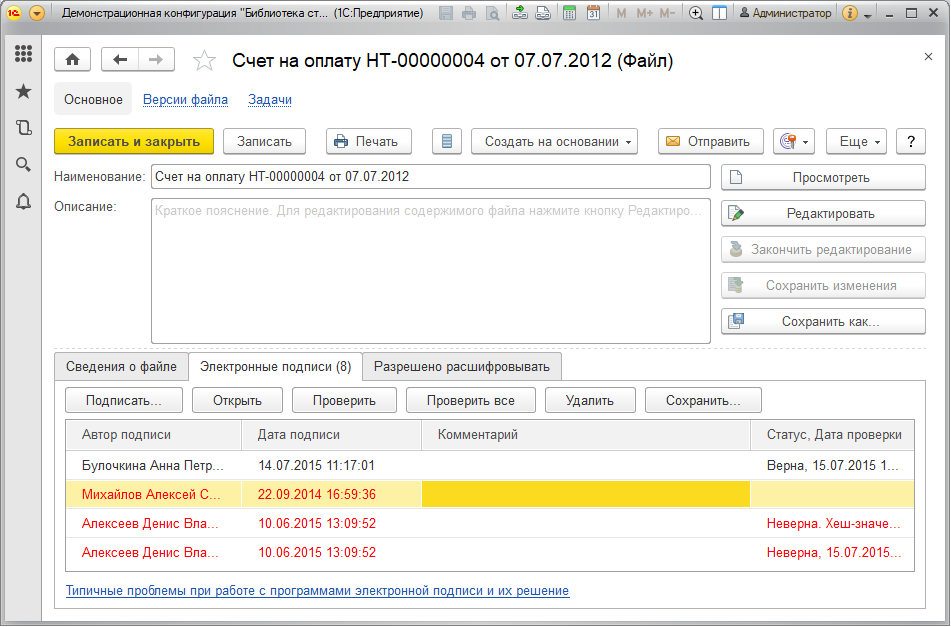 Демонстрационная конфигурация "Библиотека ст... (1С:Предприятие)
31 M M+ M- Администратор
Счет на оплату НТ-00000004 от 07.07.2012 (Файл)
Основное Версии файла Задачи
Записать и закрыть Записать Печать Создать на основании Отправить Еще ?
Наименование: Счет на оплату НТ-00000004 от 07.07.2012 Просмотреть
Описание: Краткое пояснение. Для редактирования содержимого файла нажмите кнопку Редактиро... Редактировать
Закончить редактирование
Сохранить изменения
Сохранить как...
Сведения о файле Электронные подписи (8) Разрешено расшифровывать
Подписать... Открыть Проверить Проверить все Удалить Сохранить...
Автор подписи Дата подписи Комментарий Статус, Дата проверки
Булочкина Анна Петр... 14.07.2015 11:17:01 Верна, 15.07.2015 1...
Михайлов Алексей С... 22.09.2014 16:59:36
Алексеев Денис Вла... 10.06.2015 13:09:52 Неверна. Хеш-значе...
Алексеев Денис Вла... 10.06.2015 13:09:52 Неверна, 15.07.2015...
Типичные проблемы при работе с программами электронной подписи и их решение